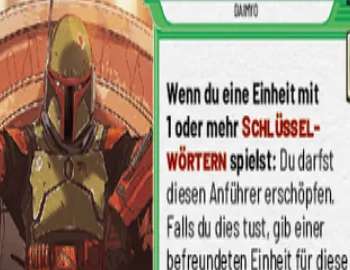 DAIMYO
Wenn du eine Einheit mit
1 oder mehr SCHLÜSSEL-
WÖRTERN spielst: Du darfst
diesen Anführer erschöpfen.
Falls du dies tust, gib einer
befreundeten Einheit für diese